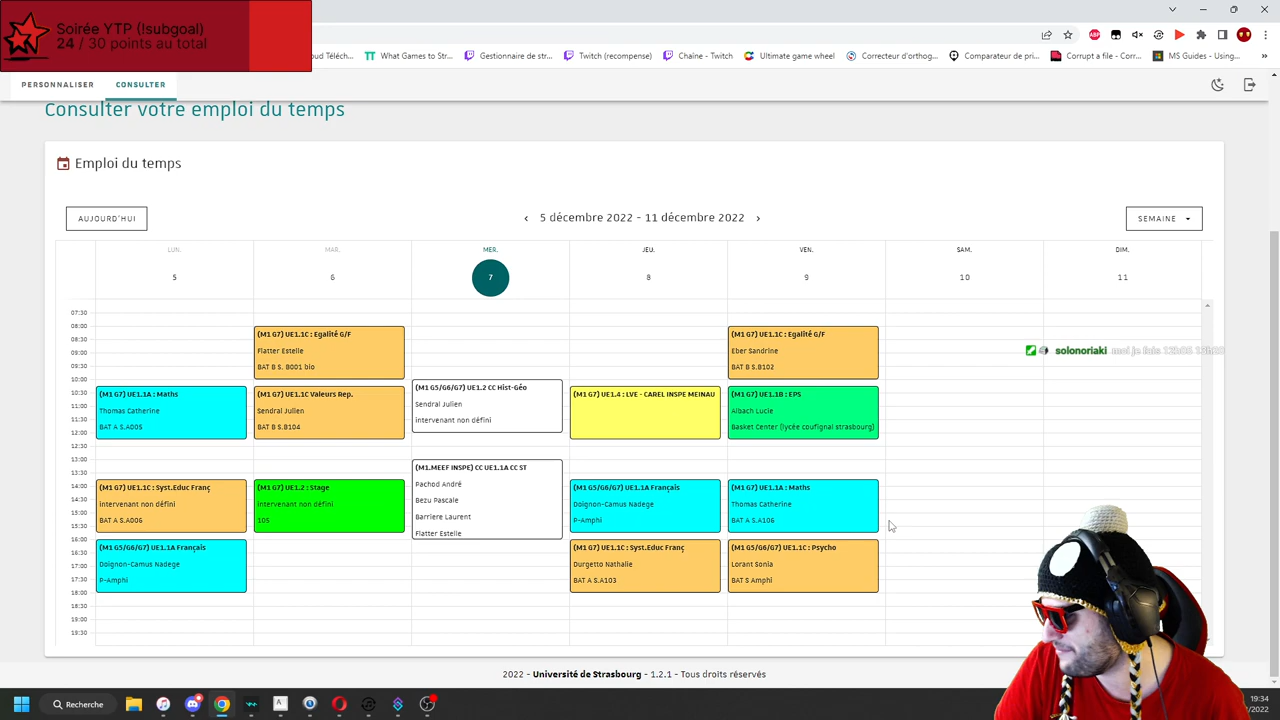 Soirée YTP (!subgoal)
24 / 30 points au total
oud Téléch...
What Games to Str...
Gestionnaire de str...
Twitch (recompense)
Chaîne - Twitch
Ultimate game wheel
Correcteur d'orthog...
Comparateur de pri...
Corrupt a file - Corr...
MS Guides - Using...
PERSONNALISER
CONSULTER
Consulter votre emploi du temps
Emploi du temps
AUJOURD'HUI
5 décembre 2022 - 11 décembre 2022
SEMAINE
LUN.
MAR.
MER.
JEU.
VEN.
SAM.
DIM.
5
6
7
8
9
10
11
07:30
08:00
08:30
09:00
09:30
10:00
10:30
11:00
11:30
12:00
12:30
13:00
13:30
14:00
14:30
15:00
15:30
16:00
16:30
17:00
17:30
18:00
18:30
19:00
19:30
(M1 G7) UE1.1A : Maths
Thomas Catherine
BAT A S.A005
(M1 G7) UE1.1C : Syst.Educ Franç
intervenant non défini
BAT A S.A006
(M1 G5/G6/G7) UE1.1A Français
Doignon-Camus Nadege
P-Amphi
(M1 G7) UE1.1C : Egalité G/F
Flatter Estelle
BAT B S. B001 bio
(M1 G7) UE1.1C Valeurs Rep.
Sendral Julien
BAT B S.B104
(M1 G7) UE1.2 : Stage
intervenant non défini
105
(M1 G5/G6/G7) UE1.2 CC Hist-Géo
Sendral Julien
intervenant non défini
(M1.MEEF INSPE) CC UE1.1A CC ST
Pachod André
Bezu Pascale
Barriere Laurent
Flatter Estelle
(M1 G7) UE1.4 : LVE - CAREL INSPE MEINAU
(M1 G5/G6/G7) UE1.1A Français
Doignon-Camus Nadege
P-Amphi
(M1 G7) UE1.1C : Syst.Educ Franç
Durgetto Nathalie
BAT A S.A103
(M1 G7) UE1.1C : Egalité G/F
Eber Sandrine
BAT B S.B102
(M1 G7) UE1.1B : EPS
Albach Lucie
Basket Center (lycée coufignal strasbourg)
(M1 G7) UE1.1A : Maths
Thomas Catherine
BAT A S.A106
(M1 G5/G6/G7) UE1.1C : Psycho
Lorant Sonia
BAT S Amphi
solonoriaki moi je fois
2022 - Université de Strasbourg - 1.2.1 - Tous droits réservés
Recherche
19:34
/2022